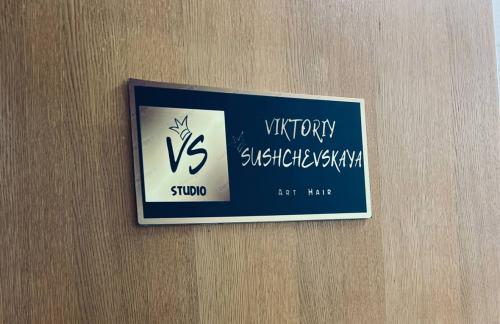 VS
STUDIO
VIKTORIY
SUSHCHEVSKAYA
ART HAIR